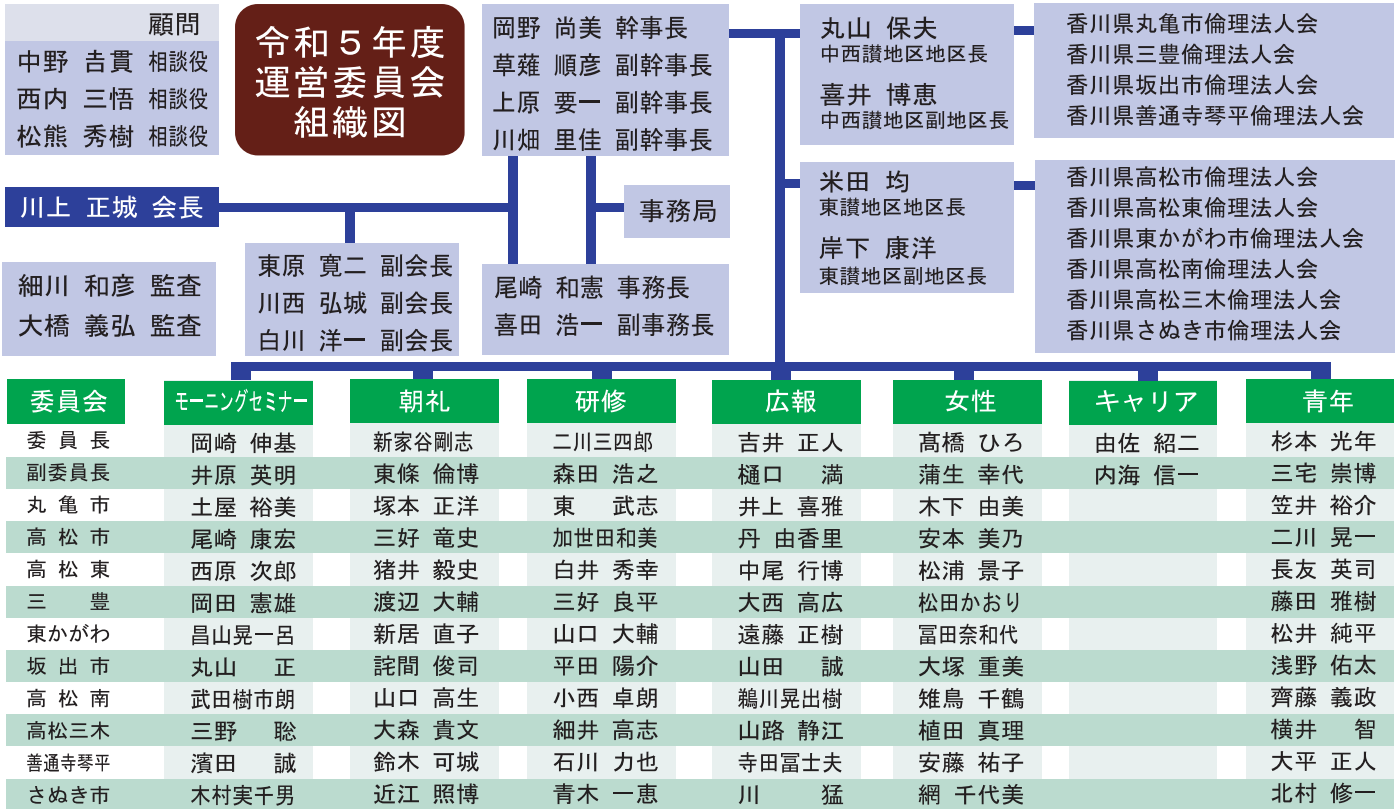 顧問
中野 𠮷貫 相談役
西内 三悟 相談役
松熊 秀樹 相談役
令和５年度
運営委員会
組織図
岡野 尚美 幹事長
草薙 順彦 副幹事長
上原 要一 副幹事長
川畑 里佳 副幹事長
丸山 保夫
中西讃地区地区長
喜井 博恵
中西讃地区副地区長
香川県丸亀市倫理法人会
香川県三豊倫理法人会
香川県坂出市倫理法人会
香川県善通寺琴平倫理法人会
川上 正城 会長
事務局
米田 均
東讃地区地区長
岸下 康洋
東讃地区副地区長
香川県高松市倫理法人会
香川県高松東倫理法人会
香川県東かがわ市倫理法人会
香川県高松南倫理法人会
香川県高松三木倫理法人会
香川県さぬき市倫理法人会
細川 和彦 監査
大橋 義弘 監査
東原 寛二 副会長
川西 弘城 副会長
白川 洋一 副会長
尾崎 和憲 事務長
喜田 浩一 副事務長
委員会 モーニングセミナー 朝礼 研修 広報 女性 キャリア 青年
委員長 岡崎 伸基 新家谷剛志 二川三四郎 吉井 正人 髙橋 ひろ 由佐 紹二 杉本 光年
副委員長 井原 英明 東條 倫博 森田 浩之 樋口 満 蒲生 幸代 内海 信一 三宅 崇博
丸亀市 土屋 裕美 塚本 正洋 東 武志 井上 喜雅 木下 由美 笠井 裕介
高松市 尾崎 康宏 三好 竜史 加世田和美 丹 由香里 安本 美乃 二川 晃一
高松東 西原 次郎 猪井 毅史 白井 秀幸 中尾 行博 松浦 景子 長友 英司
三豊 岡田 憲雄 渡辺 大輔 三好 良平 大西 高広 松田かおり 藤田 雅樹
東かがわ 昌山晃一呂 新居 直子 山口 大輔 遠藤 正樹 冨田奈和代 松井 純平
坂出市 丸山 正 詫間 俊司 平田 陽介 山田 誠 大塚 重美 浅野 佑太
高松南 武田樹市朗 山口 高生 小西 卓朗 鵜川晃出樹 雉鳥 千鶴 齊藤 義政
高松三木 三野 聡 大森 貴文 細井 高志 山路 静江 植田 真理 横井 智
善通寺琴平 濱田 誠 鈴木 可城 石川 力也 寺田冨士夫 安藤 祐子 大平 正人
さぬき市 木村実千男 近江 照博 青木 一恵 川 猛 網 千代美 北村 修一